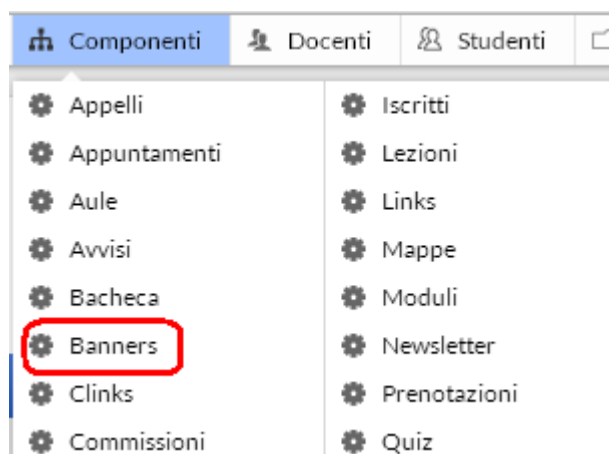 Componenti Docenti Studenti
Appelli
Appuntamenti
Aule
Avvisi
Bacheca
Banners
Clinks
Commissioni
Iscritti
Lezioni
Links
Mappe
Moduli
Newsletter
Prenotazioni
Quiz